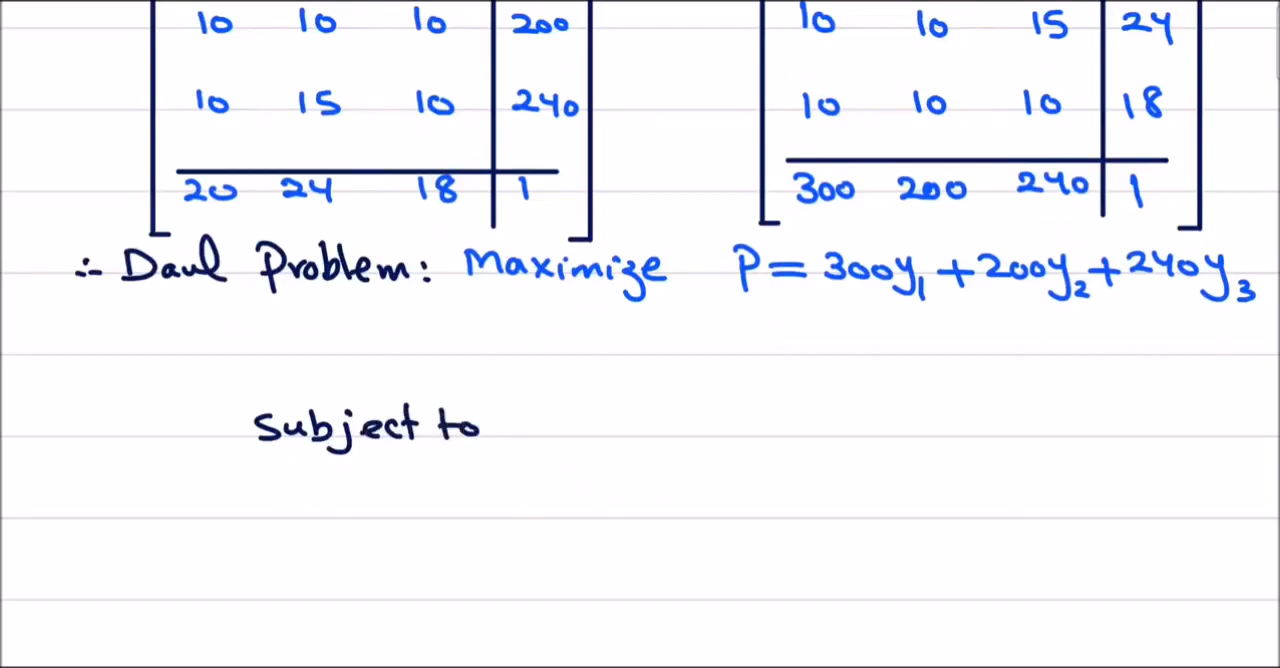 10 10 10 200 10 10 15 24
10 15 10 240 10 10 10 18
20 24 18 1 300 200 240 1
∴ Daul Problem: Maximize P = 300y₁ + 200y₂ + 240y₃
Subject to